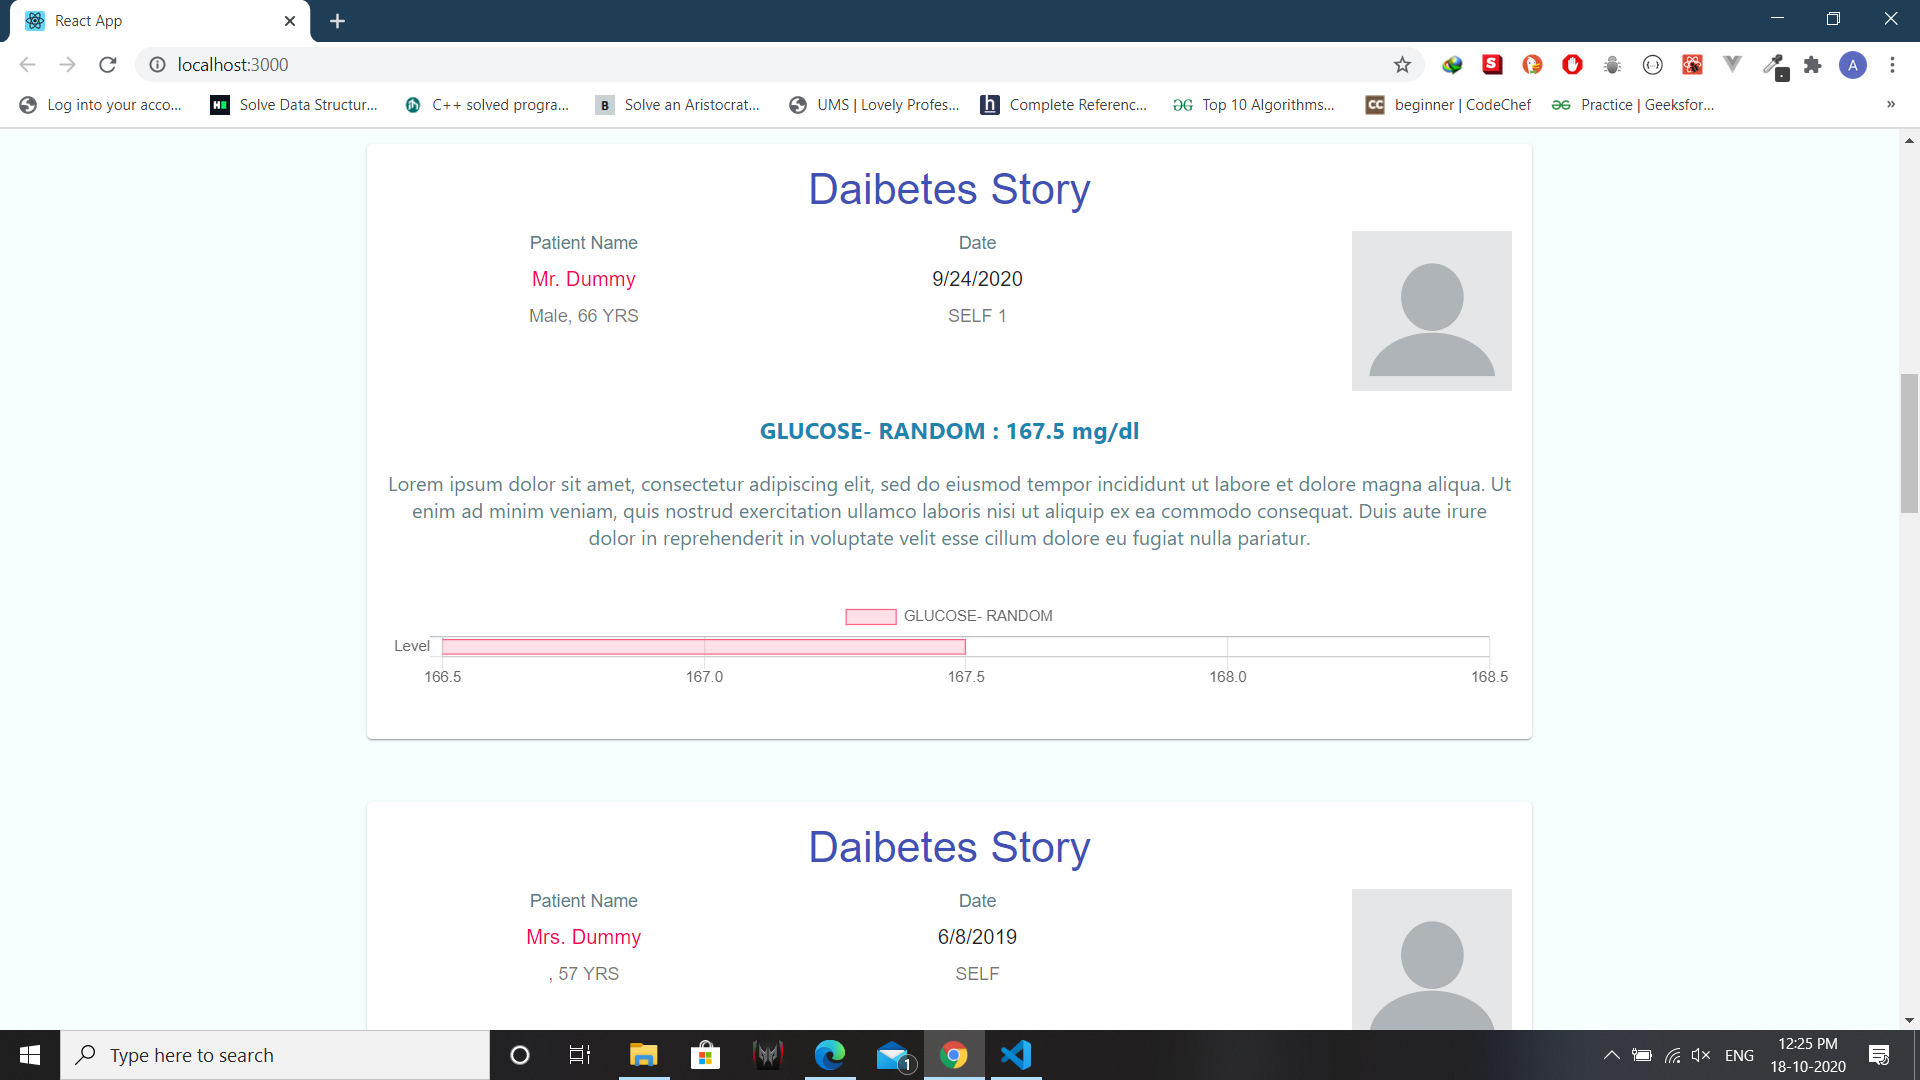 React App
localhost:3000
S
A
Log into your acco...
H
Solve Data Structur...
C++ solved progra...
B
Solve an Aristocrat...
UMS | Lovely Profes...
h
Complete Referenc...
Top 10 Algorithms...
CC
beginner | CodeChef
Practice | Geeksfor...
»
Daibetes Story
Patient Name
Date
Mr. Dummy
9/24/2020
Male, 66 YRS
SELF 1
GLUCOSE- RANDOM : 167.5 mg/dl
Lorem ipsum dolor sit amet, consectetur adipiscing elit, sed do eiusmod tempor incididunt ut labore et dolore magna aliqua. Ut
enim ad minim veniam, quis nostrud exercitation ullamco laboris nisi ut aliquip ex ea commodo consequat. Duis aute irure
dolor in reprehenderit in voluptate velit esse cillum dolore eu fugiat nulla pariatur.
GLUCOSE- RANDOM
Level
166.5 167.0 167.5 168.0 168.5
Daibetes Story
Patient Name
Date
Mrs. Dummy
6/8/2019
, 57 YRS
SELF
Type here to search
1
ENG
12:25 PM
18-10-2020